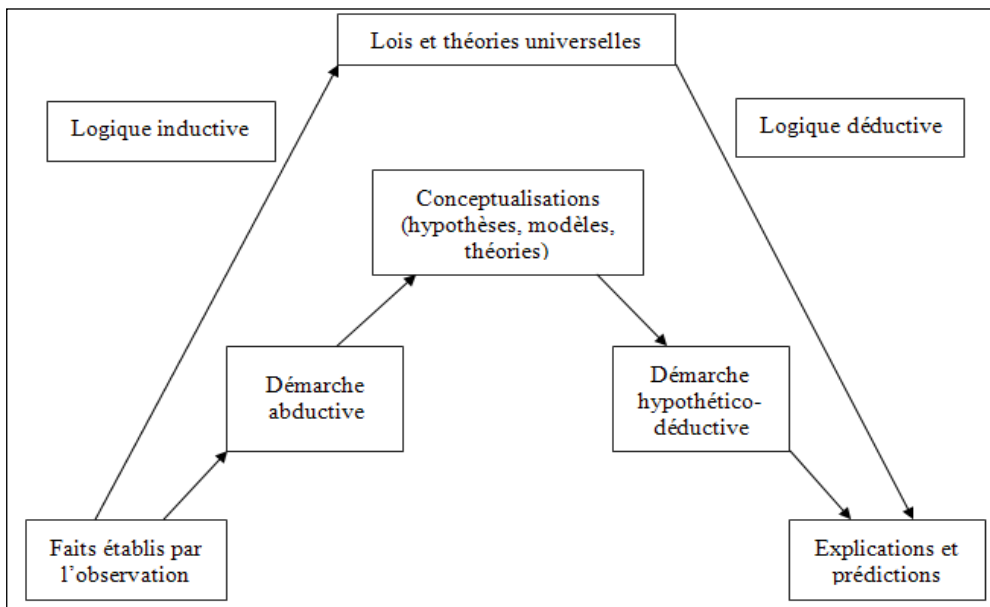 Lois et théories universelles
Logique inductive
Logique déductive
Conceptualisations
(hypothèses, modèles,
théories)
Démarche
abductive
Démarche
hypothético-
déductive
Faits établis par
l’observation
Explications et
prédictions